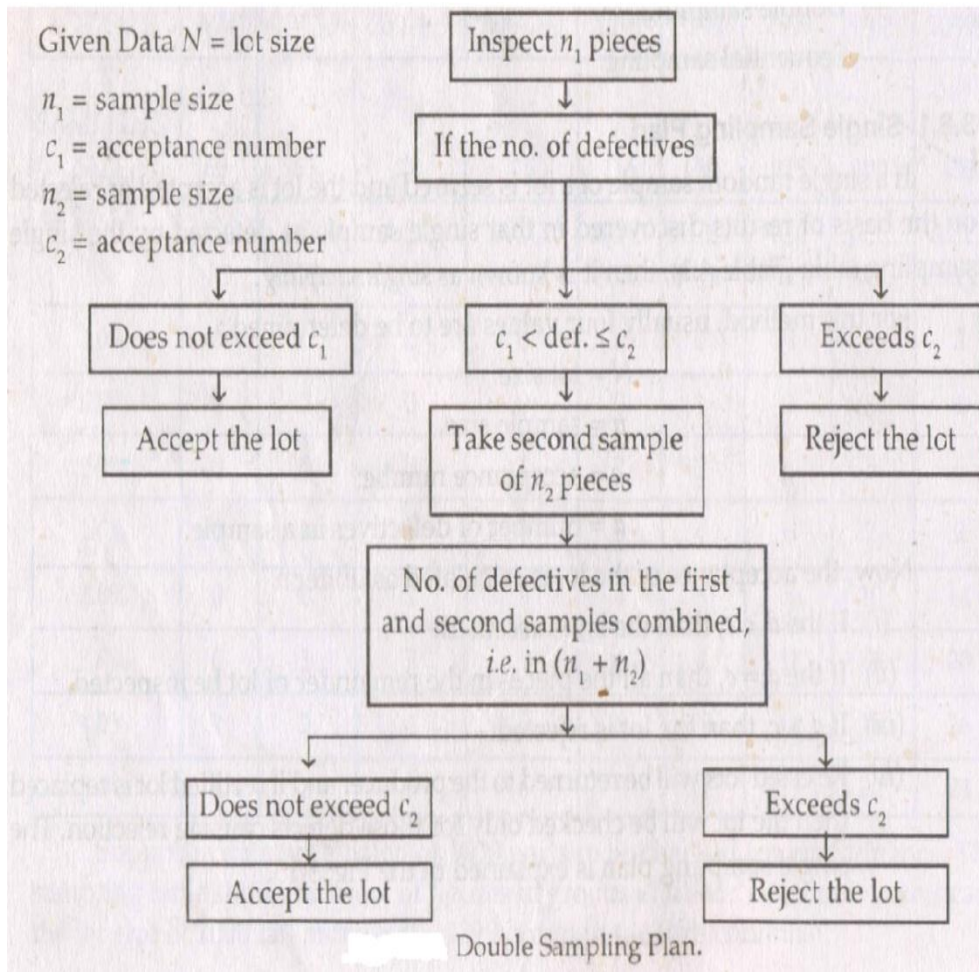 Given Data N = lot size
n₁ = sample size
c₁ = acceptance number
n₂ = sample size
c₂ = acceptance number
Inspect n₁ pieces
If the no. of defectives
Does not exceed c₁
c₁ < def. ≤ c₂
Exceeds c₂
Accept the lot
Take second sample
of n₂ pieces
Reject the lot
No. of defectives in the first
and second samples combined,
i.e. in (n₁ + n₂)
Does not exceed c₂
Exceeds c₂
Accept the lot
Reject the lot
Double Sampling Plan.